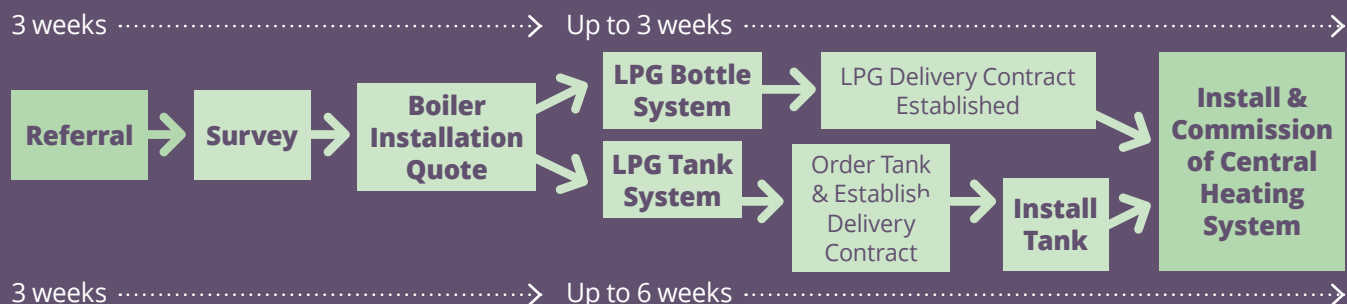 3 weeks
Up to 3 weeks
Referral
Survey
Boiler
Installation
Quote
LPG Bottle
System
LPG Delivery Contract
Established
LPG Tank
System
Order Tank
& Establish
Delivery
Contract
Install
Tank
Install &
Commission
of Central
Heating
System
3 weeks
Up to 6 weeks